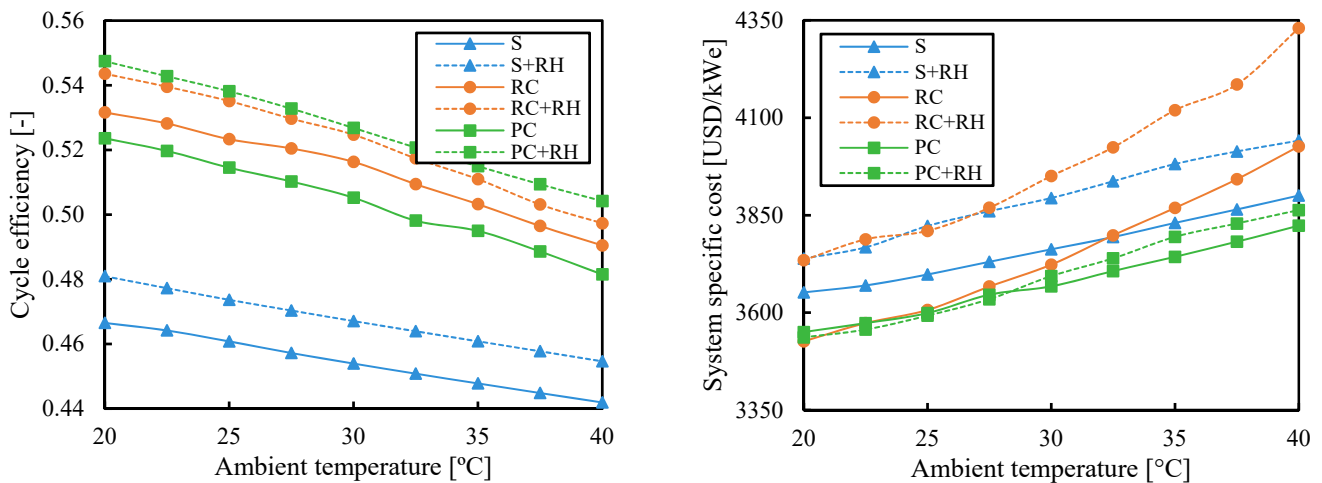 Cycle efficiency [-]
0.56
0.54
0.52
0.50
0.48
0.46
0.44
20
25
30
35
40
Ambient temperature [ºC]
S
S+RH
RC
RC+RH
PC
PC+RH
System specific cost [USD/kWe]
4350
4100
3850
3600
3350
20
25
30
35
40
Ambient temperature [°C]
S
S+RH
RC
RC+RH
PC
PC+RH